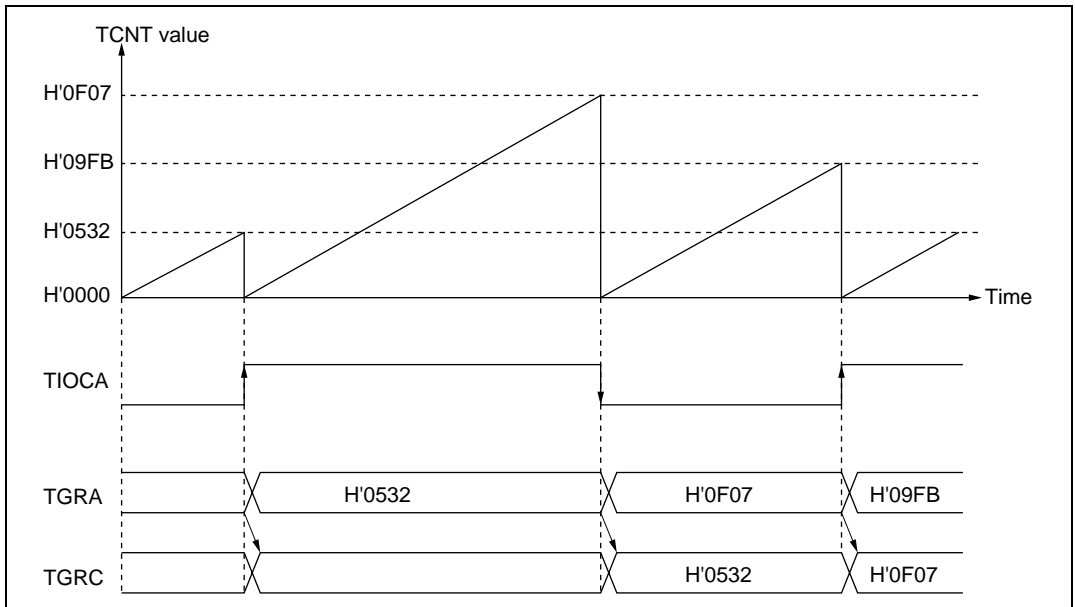 TCNT value
H'0F07
H'09FB
H'0532
H'0000
Time
TIOCA
TGRA
H'0532
H'0F07
H'09FB
TGRC
H'0532
H'0F07